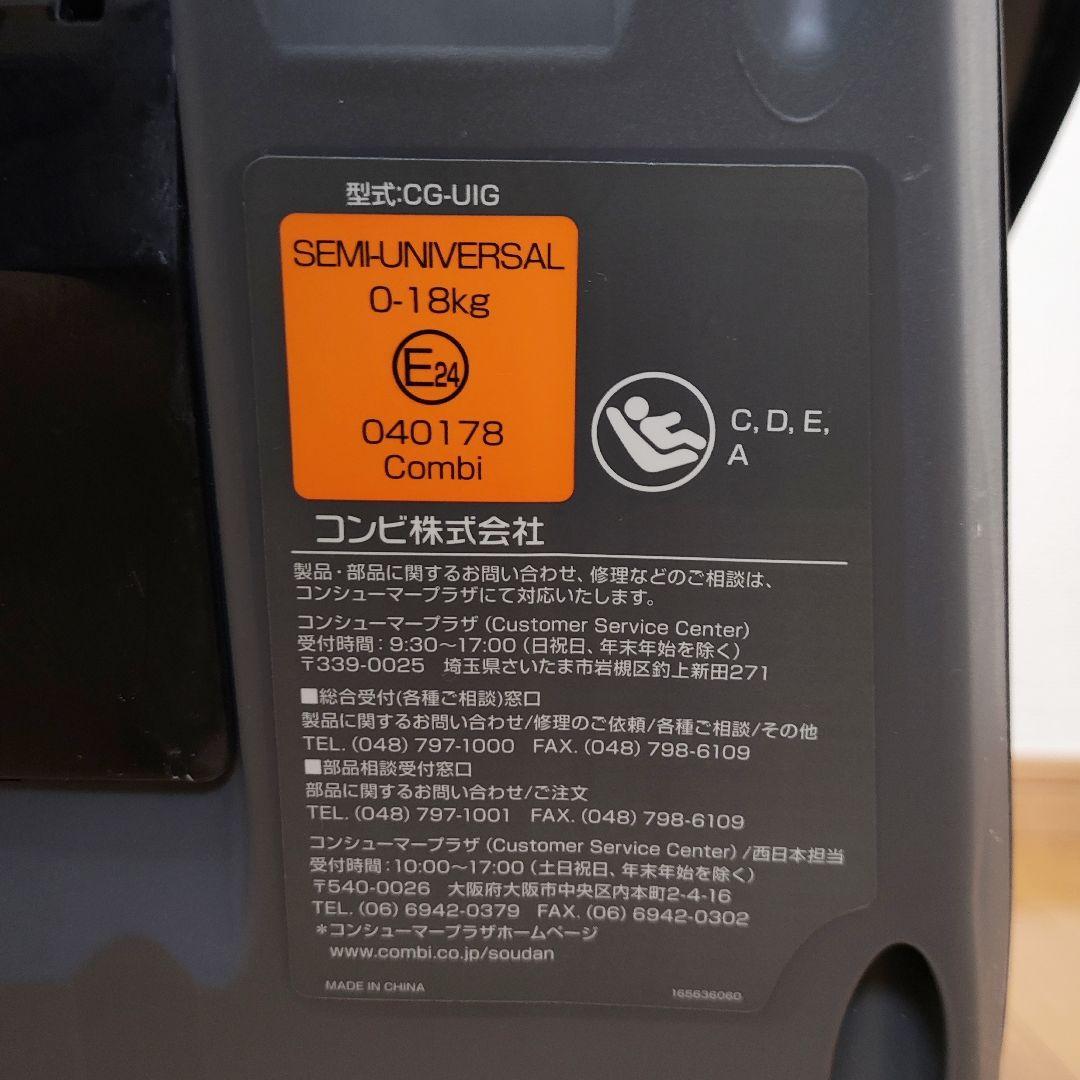 型式:CG-UIG
SEMI-UNIVERSAL
0-18kg
E24
040178
Combi
C, D, E,
A
コンビ株式会社
製品・部品に関するお問い合わせ、修理などのご相談は、
コンシューマープラザにて対応いたします。
コンシューマープラザ (Customer Service Center)
受付時間：9:30〜17:00 (日祝日、年末年始を除く)
〒339-0025 埼玉県さいたま市岩槻区釣上新田271
■総合受付(各種ご相談)窓口
製品に関するお問い合わせ/修理のご依頼/各種ご相談/その他
TEL. (048) 797-1000 FAX. (048) 798-6109
■部品相談受付窓口
部品に関するお問い合わせ/ご注文
TEL. (048) 797-1001 FAX. (048) 798-6109
コンシューマープラザ (Customer Service Center) /西日本担当
受付時間：10:00〜17:00 (土日祝日、年末年始を除く)
〒540-0026 大阪府大阪市中央区内本町2-4-16
TEL. (06) 6942-0379 FAX. (06) 6942-0302
＊コンシューマープラザホームページ
www.combi.co.jp/soudan
MADE IN CHINA
165636060